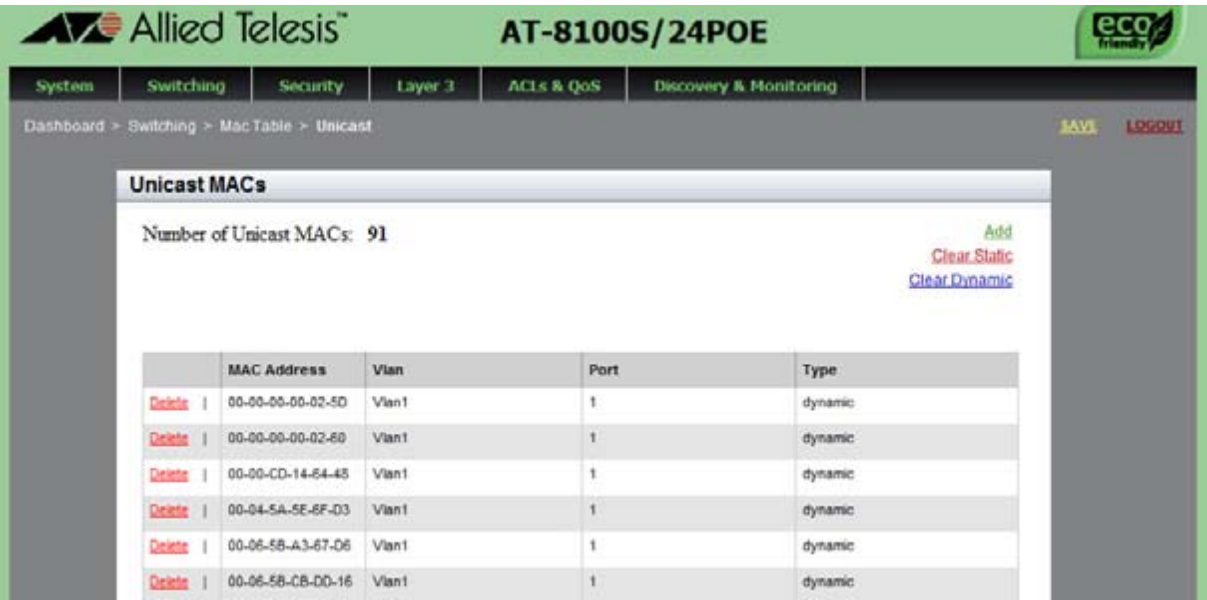 Allied Telesis™ AT-8100S/24POE eco friendly
System Switching Security Layer 3 ACLs & QoS Discovery & Monitoring
Dashboard > Switching > Mac Table > Unicast SAVE LOGOUT
Unicast MACs
Number of Unicast MACs: 91 Add
Clear Static
Clear Dynamic
MAC Address Vlan Port Type
Delete | 00-00-00-00-02-5D Vlan1 1 dynamic
Delete | 00-00-00-00-02-60 Vlan1 1 dynamic
Delete | 00-00-CD-14-64-48 Vlan1 1 dynamic
Delete | 00-04-5A-5E-6F-D3 Vlan1 1 dynamic
Delete | 00-06-5B-A3-67-D6 Vlan1 1 dynamic
Delete | 00-06-5B-CB-DD-16 Vlan1 1 dynamic